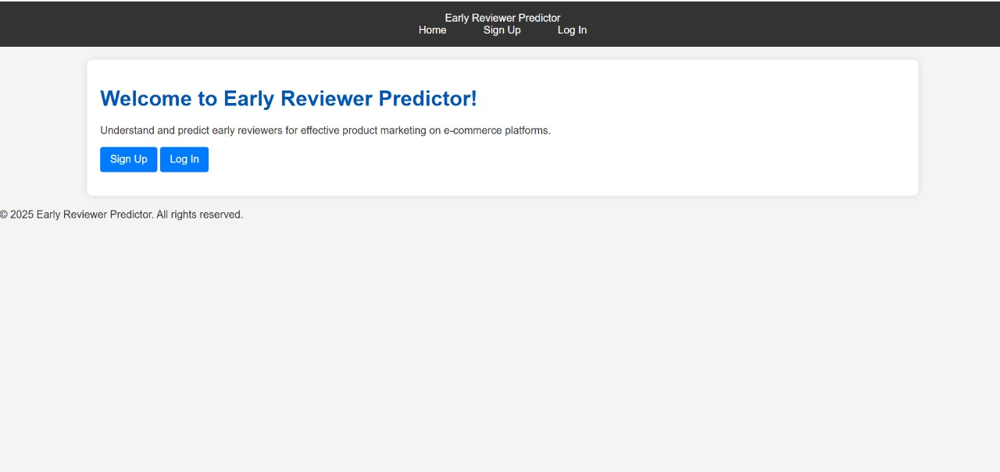 Early Reviewer Predictor
Home Sign Up Log In
Welcome to Early Reviewer Predictor!
Understand and predict early reviewers for effective product marketing on e-commerce platforms.
Sign Up Log In
© 2025 Early Reviewer Predictor. All rights reserved.